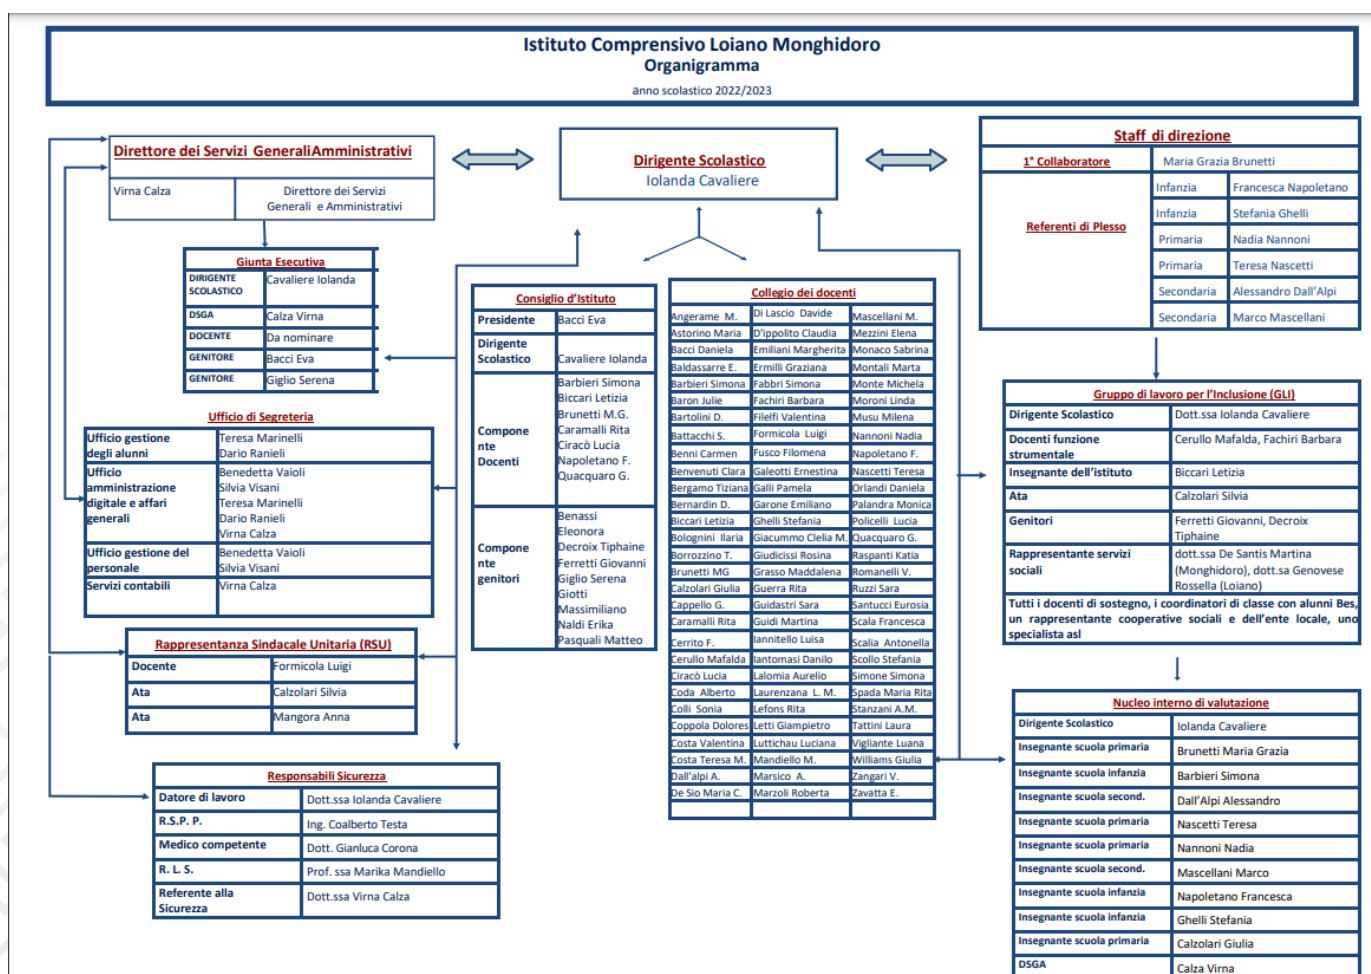 Istituto Comprensivo Loiano Monghidoro
Organigramma
anno scolastico 2022/2023
Direttore dei Servizi GeneraliAmministrativi
Virna Calza
Direttore dei Servizi
Generali e Amministrativi
Dirigente Scolastico
Iolanda Cavaliere
Staff di direzione
1° Collaboratore Maria Grazia Brunetti
Referenti di Plesso
Infanzia Francesca Napoletano
Infanzia Stefania Ghelli
Primaria Nadia Nannoni
Primaria Teresa Nascetti
Secondaria Alessandro Dall'Alpi
Secondaria Marco Mascellani
Giunta Esecutiva
DIRIGENTE
SCOLASTICO
Cavaliere Iolanda
DSGA Calza Virna
DOCENTE Da nominare
GENITORE Bacci Eva
GENITORE Giglio Serena
Ufficio di Segreteria
Ufficio gestione
degli alunni
Teresa Marinelli
Dario Ranieli
Ufficio
amministrazione
digitale e affari
generali
Benedetta Vaioli
Silvia Visani
Teresa Marinelli
Dario Ranieli
Virna Calza
Ufficio gestione del
personale
Benedetta Vaioli
Silvia Visani
Servizi contabili Virna Calza
Rappresentanza Sindacale Unitaria (RSU)
Docente Formicola Luigi
Ata Calzolari Silvia
Ata Mangora Anna
Responsabili Sicurezza
Datore di lavoro Dott.ssa Iolanda Cavaliere
R.S.P. P. Ing. Coalberto Testa
Medico competente Dott. Gianluca Corona
R. L. S. Prof. ssa Marika Mandiello
Referente alla
Sicurezza
Dott.ssa Virna Calza
Consiglio d'Istituto
Presidente Bacci Eva
Dirigente
Scolastico
Cavaliere Iolanda
Compone
nte
Docenti
Barbieri Simona
Biccari Letizia
Brunetti M.G.
Caramalli Rita
Ciracò Lucia
Napoletano F.
Quacquaro G.
Compone
nte
genitori
Benassi
Eleonora
Decroix Tiphaine
Ferretti Giovanni
Giglio Serena
Giotti
Massimiliano
Naldi Erika
Pasquali Matteo
Collegio dei docenti
Angerame M. Di Lascio Davide Mascellani M.
Astorino Maria D'ippolito Claudia Mezzini Elena
Bacci Daniela Emiliani Margherita Monaco Sabrina
Baldassarre E. Ermilli Graziana Montali Marta
Barbieri Simona Fabbri Simona Monte Michela
Baron Julie Fachiri Barbara Moroni Linda
Bartolini D. Filelfi Valentina Musu Milena
Battacchi S. Formicola Luigi Nannoni Nadia
Benni Carmen Fusco Filomena Napoletano F.
Benvenuti Clara Galeotti Ernestina Nascetti Teresa
Bergamo Tiziana Galli Pamela Orlandi Daniela
Bernardin D. Garone Emiliano Palandra Monica
Biccari Letizia Ghelli Stefania Policelli Lucia
Bolognini Ilaria Giacummo Clelia M. Quacquaro G.
Borrozzino T. Giudicissi Rosina Raspanti Katia
Brunetti MG Grasso Maddalena Romanelli V.
Calzolari Giulia Guerra Rita Ruzzi Sara
Cappello G. Guidastri Sara Santucci Eurosia
Caramalli Rita Guidi Martina Scala Francesca
Cerrito F. Iannitello Luisa Scalia Antonella
Cerullo Mafalda Iantomasi Danilo Scollo Stefania
Ciracò Lucia Lalomia Aurelio Simone Simona
Coda Alberto Laurenzana L. M. Spada Maria Rita
Colli Sonia Lefons Rita Stanzani A.M.
Coppola Dolores Letti Giampietro Tattini Laura
Costa Valentina Luttichau Luciana Vigliante Luana
Costa Teresa M. Mandiello M. Williams Giulia
Dall'alpi A. Marsico A. Zangari V.
De Sio Maria C. Marzoli Roberta Zavatta E.
Gruppo di lavoro per l'Inclusione (GLI)
Dirigente Scolastico Dott.ssa Iolanda Cavaliere
Docenti funzione
strumentale
Cerullo Mafalda, Fachiri Barbara
Insegnante dell'istituto Biccari Letizia
Ata Calzolari Silvia
Genitori Ferretti Giovanni, Decroix
Tiphaine
Rappresentante servizi
sociali
dott.ssa De Santis Martina
(Monghidoro), dott.sa Genovese
Rossella (Loiano)
Tutti i docenti di sostegno, i coordinatori di classe con alunni Bes,
un rappresentante cooperative sociali e dell'ente locale, uno
specialista asl
Nucleo interno di valutazione
Dirigente Scolastico Iolanda Cavaliere
Insegnante scuola primaria Brunetti Maria Grazia
Insegnante scuola infanzia Barbieri Simona
Insegnante scuola second. Dall'Alpi Alessandro
Insegnante scuola primaria Nascetti Teresa
Insegnante scuola primaria Nannoni Nadia
Insegnante scuola second. Mascellani Marco
Insegnante scuola infanzia Napoletano Francesca
Insegnante scuola infanzia Ghelli Stefania
Insegnante scuola primaria Calzolari Giulia
DSGA Calza Virna